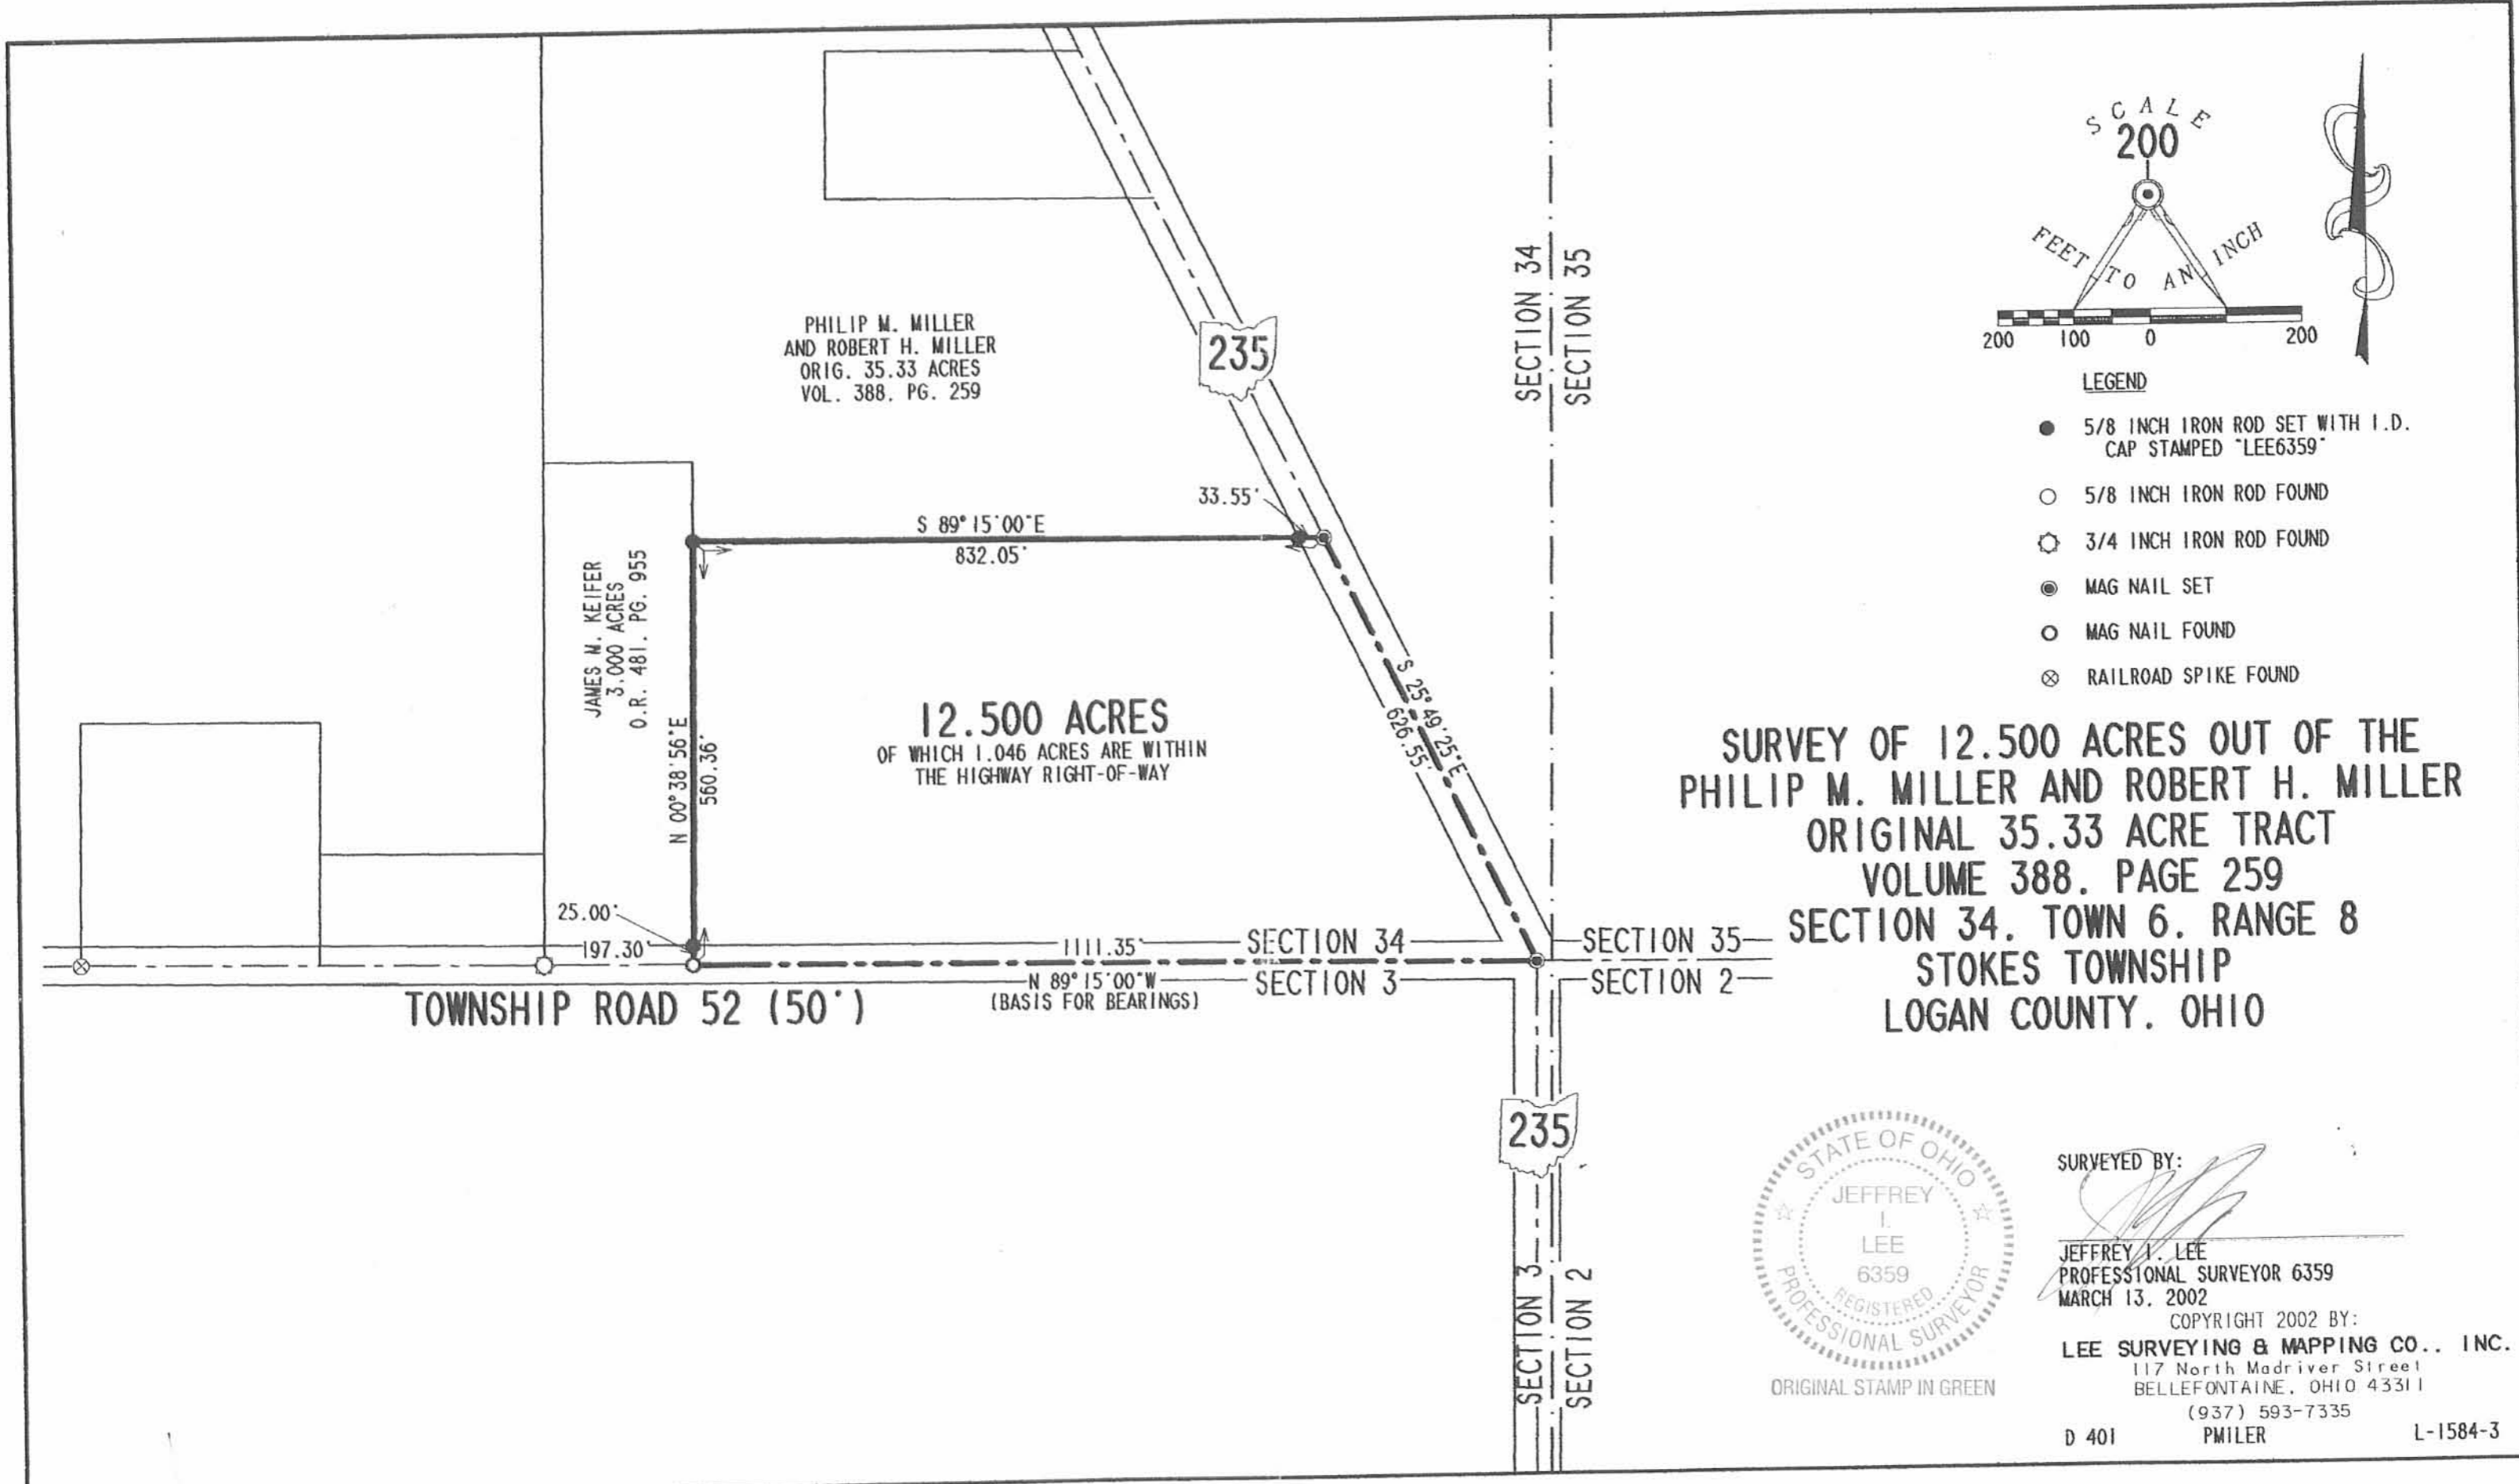 SCALE
200
FEET TO AN INCH
200 100 0 200
LEGEND
5/8 INCH IRON ROD SET WITH I.D.
CAP STAMPED "LEE6359"
5/8 INCH IRON ROD FOUND
3/4 INCH IRON ROD FOUND
MAG NAIL SET
MAG NAIL FOUND
RAILROAD SPIKE FOUND
PHILIP M. MILLER
AND ROBERT H. MILLER
ORIG. 35.33 ACRES
VOL. 388. PG. 259
235
SECTION 34
SECTION 35
33.55'
S 89°15'00"E
832.05'
JAMES M. KEIFER
3.000 ACRES
O.R. 481. PG. 955
N 00°38'56"E
560.36'
12.500 ACRES
OF WHICH 1.046 ACRES ARE WITHIN
THE HIGHWAY RIGHT-OF-WAY
S 25°49'25"E
626.55'
25.00'
197.30'
1111.35'
SECTION 34
SECTION 35
N 89°15'00"W
(BASIS FOR BEARINGS)
SECTION 3
SECTION 2
TOWNSHIP ROAD 52 (50')
235
SECTION 3
SECTION 2
SURVEY OF 12.500 ACRES OUT OF THE
PHILIP M. MILLER AND ROBERT H. MILLER
ORIGINAL 35.33 ACRE TRACT
VOLUME 388. PAGE 259
SECTION 34. TOWN 6. RANGE 8
STOKES TOWNSHIP
LOGAN COUNTY. OHIO
STATE OF OHIO
JEFFREY
I.
LEE
6359
REGISTERED
PROFESSIONAL SURVEYOR
ORIGINAL STAMP IN GREEN
SURVEYED BY:
JEFFREY I. LEE
PROFESSIONAL SURVEYOR 6359
MARCH 13. 2002
COPYRIGHT 2002 BY:
LEE SURVEYING & MAPPING CO.. INC.
117 North Madriver Street
BELLEFONTAINE. OHIO 43311
(937) 593-7335
D 401 PMILER L-1584-3